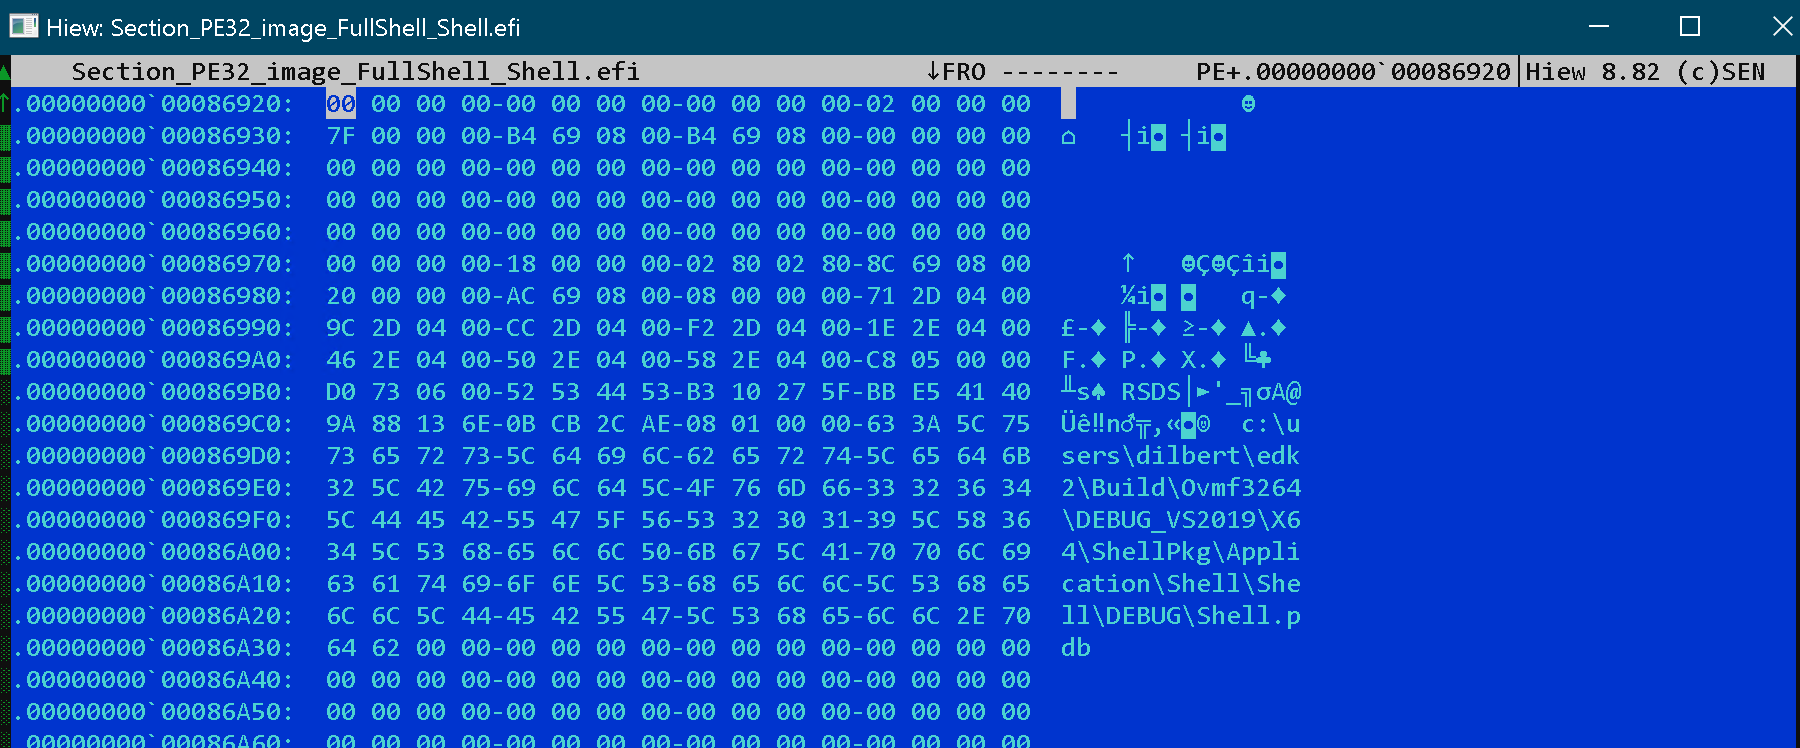 Hiew: Section_PE32_image_FullShell_Shell.efi
Section_PE32_image_FullShell_Shell.efi ↓FRO -------- PE+.00000000`00086920|Hiew 8.82 (c)SEN
.00000000`00086920: 00 00 00 00-00 00 00 00-00 00 00 00-02 00 00 00 ☻
.00000000`00086930: 7F 00 00 00-B4 69 08 00-B4 69 08 00-00 00 00 00 ⌂ ┤i◘ ┤i◘
.00000000`00086940: 00 00 00 00-00 00 00 00-00 00 00 00-00 00 00 00
.00000000`00086950: 00 00 00 00-00 00 00 00-00 00 00 00-00 00 00 00
.00000000`00086960: 00 00 00 00-00 00 00 00-00 00 00 00-00 00 00 00
.00000000`00086970: 00 00 00 00-18 00 00 00-02 80 02 80-8C 69 08 00 ↑ ☻Ç☻Çîi◘
.00000000`00086980: 20 00 00 00-AC 69 08 00-08 00 00 00-71 2D 04 00 ¼i◘ ◘ q-♦
.00000000`00086990: 9C 2D 04 00-CC 2D 04 00-F2 2D 04 00-1E 2E 04 00 £-♦ ╠-♦ ≥-♦ ▲.♦
.00000000`000869A0: 46 2E 04 00-50 2E 04 00-58 2E 04 00-C8 05 00 00 F.♦ P.♦ X.♦ ╚♣
.00000000`000869B0: D0 73 06 00-52 53 44 53-B3 10 27 5F-BB E5 41 40 ╨s♠ RSDS│►'_╗σA@
.00000000`000869C0: 9A 88 13 6E-0B CB 2C AE-08 01 00 00-63 3A 5C 75 Üê‼n♂╦,«◘☺ c:\u
.00000000`000869D0: 73 65 72 73-5C 64 69 6C-62 65 72 74-5C 65 64 6B sers\dilbert\edk
.00000000`000869E0: 32 5C 42 75-69 6C 64 5C-4F 76 6D 66-33 32 36 34 2\Build\Ovmf3264
.00000000`000869F0: 5C 44 45 42-55 47 5F 56-53 32 30 31-39 5C 58 36 \DEBUG_VS2019\X6
.00000000`00086A00: 34 5C 53 68-65 6C 6C 50-6B 67 5C 41-70 70 6C 69 4\ShellPkg\Appli
.00000000`00086A10: 63 61 74 69-6F 6E 5C 53-68 65 6C 6C-5C 53 68 65 cation\Shell\She
.00000000`00086A20: 6C 6C 5C 44-45 42 55 47-5C 53 68 65-6C 6C 2E 70 ll\DEBUG\Shell.p
.00000000`00086A30: 64 62 00 00-00 00 00 00-00 00 00 00-00 00 00 00 db
.00000000`00086A40: 00 00 00 00-00 00 00 00-00 00 00 00-00 00 00 00
.00000000`00086A50: 00 00 00 00-00 00 00 00-00 00 00 00-00 00 00 00
.00000000`00086A60: 00 00 00 00-00 00 00 00-00 00 00 00-00 00 00 00